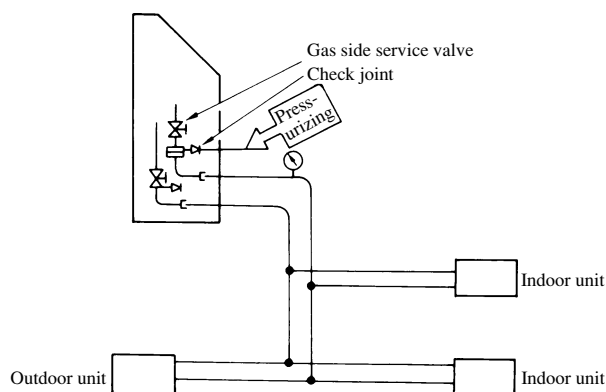 Gas side service valve
Check joint
Press-
urizing
Indoor unit
Outdoor unit
Indoor unit